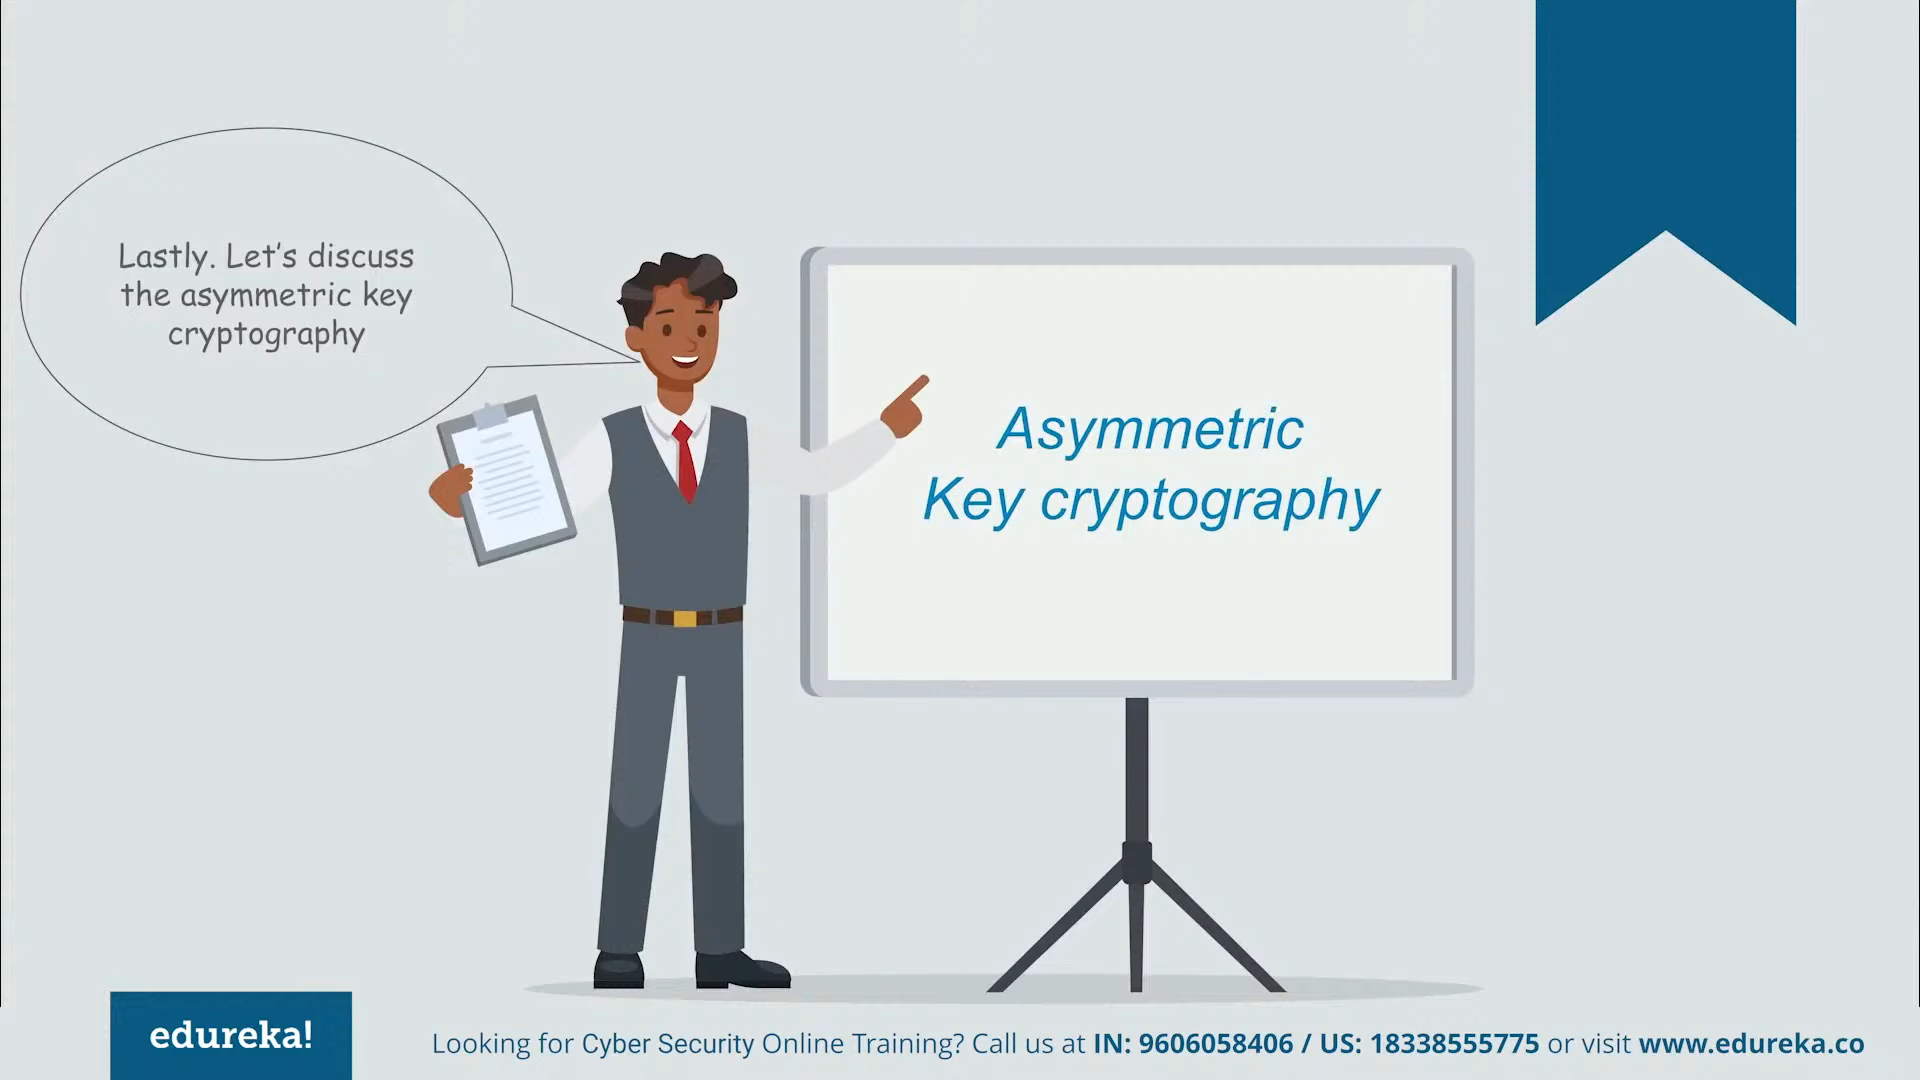 Lastly. Let's discuss
the asymmetric key
cryptography
Asymmetric
Key cryptography
edureka!
Looking for Cyber Security Online Training? Call us at IN: 9606058406 / US: 18338555775 or visit www.edureka.co